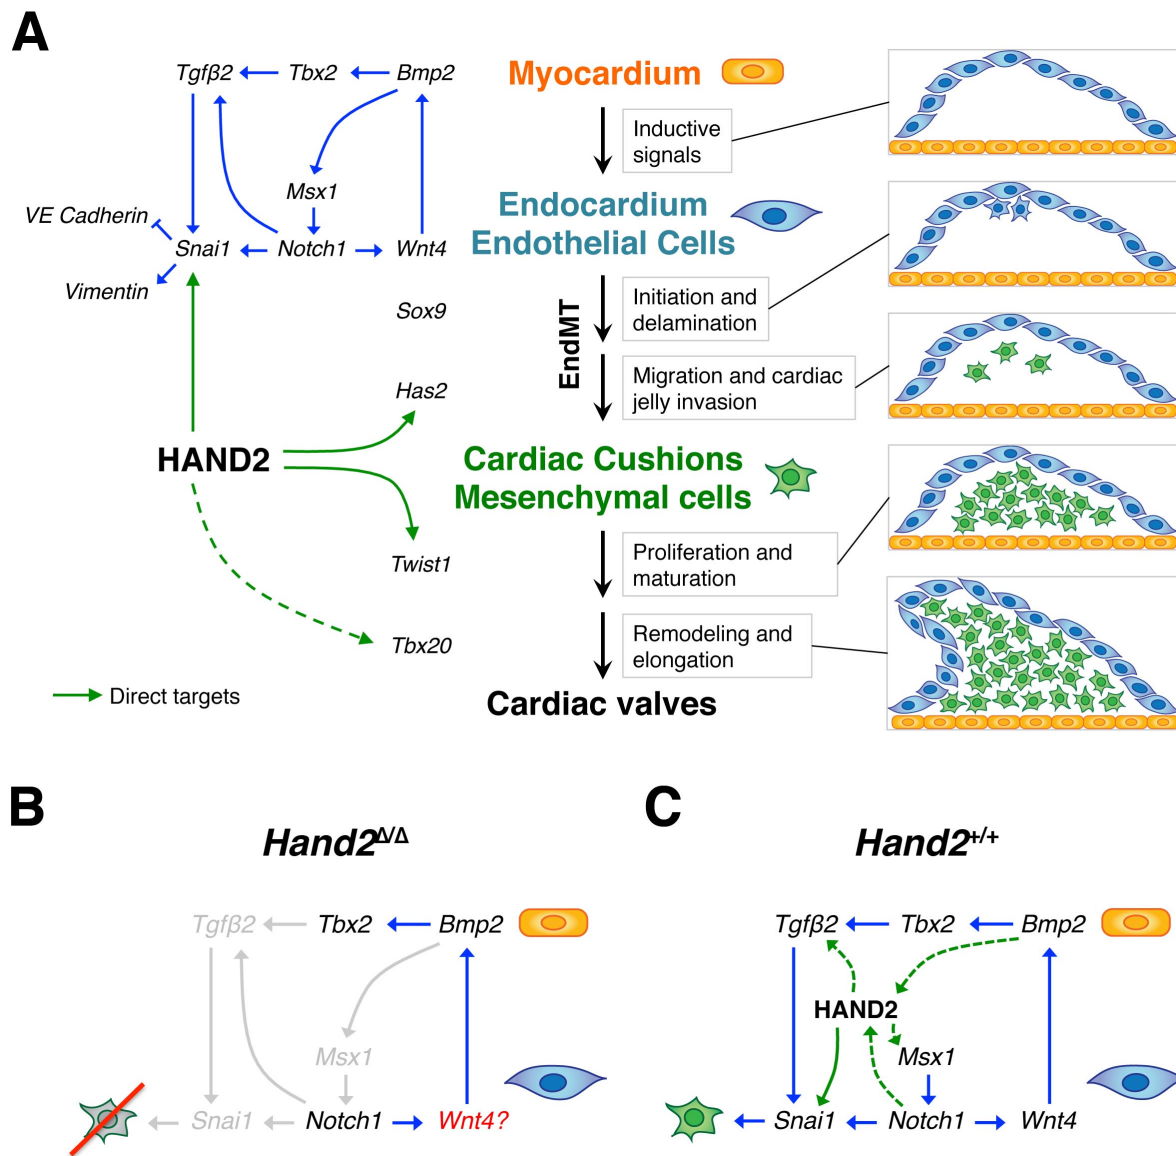 A
Tgfβ2 Tbx2 Bmp2
Msx1
VE Cadherin
Snai1 Notch1 Wnt4
Vimentin
Sox9
Has2
HAND2
Twist1
Tbx20
Direct targets
Myocardium
Inductive
signals
Endocardium
Endothelial Cells
EndMT
Initiation and
delamination
Migration and cardiac
jelly invasion
Cardiac Cushions
Mesenchymal cells
Proliferation and
maturation
Remodeling and
elongation
Cardiac valves
B
Hand2Δ/Δ
Tgfβ2 Tbx2 Bmp2
Msx1
Snai1 Notch1 Wnt4?
C
Hand2+/+
Tgfβ2 Tbx2 Bmp2
HAND2
Msx1
Snai1 Notch1 Wnt4